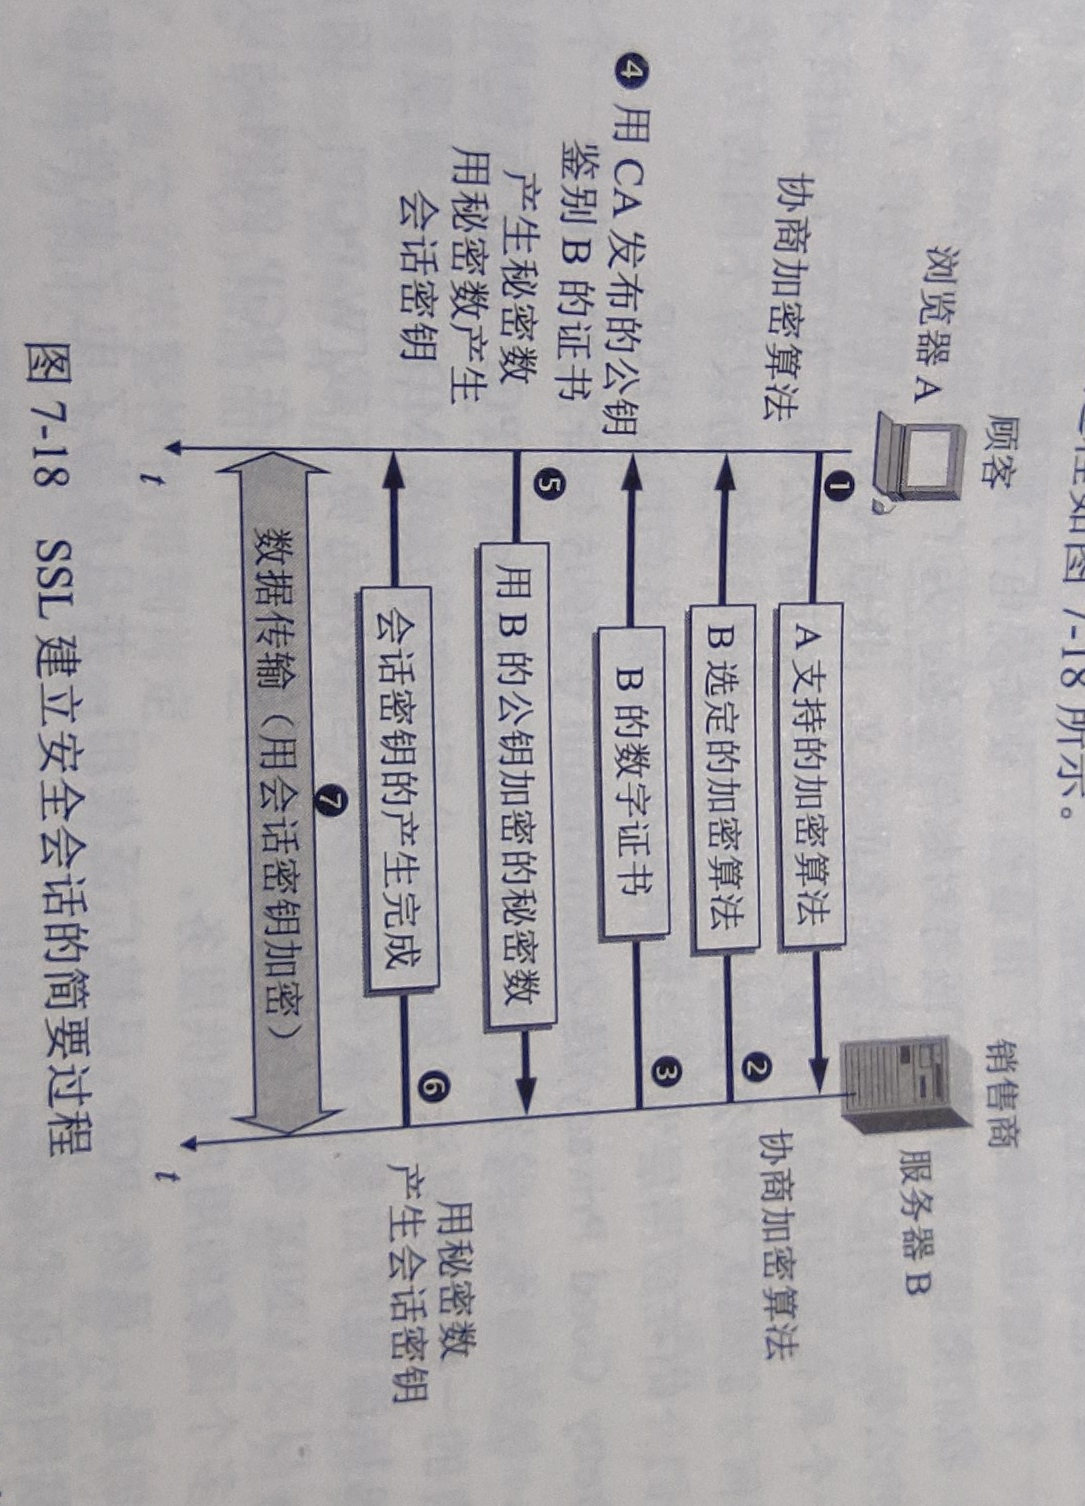 过程如图 7-18 所示。
顾客
销售商
浏览器 A
服务器 B
协商加密算法
❶
A 支持的加密算法
协商加密算法
B 选定的加密算法
❷
B 的数字证书
❸
❹ 用 CA 发布的公钥
鉴别 B 的证书
产生秘密数
用秘密数产生
会话密钥
❺
用 B 的公钥加密的秘密数
会话密钥的产生完成
❻
用秘密数
产生会话密钥
❼
数据传输（用会话密钥加密）
t
t
图 7-18 SSL 建立安全会话的简要过程